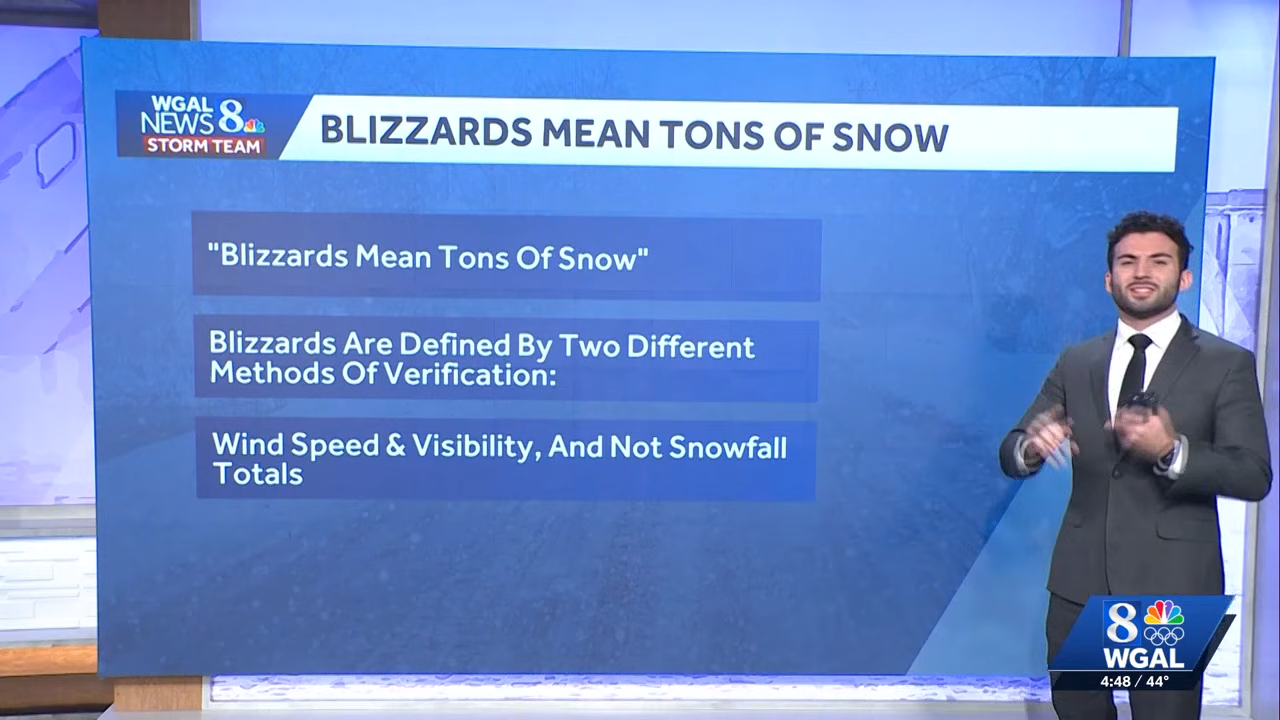 WGAL
NEWS 8
STORM TEAM
BLIZZARDS MEAN TONS OF SNOW
"Blizzards Mean Tons Of Snow"
Blizzards Are Defined By Two Different
Methods Of Verification:
Wind Speed & Visibility, And Not Snowfall
Totals
8
WGAL
4:48 / 44°